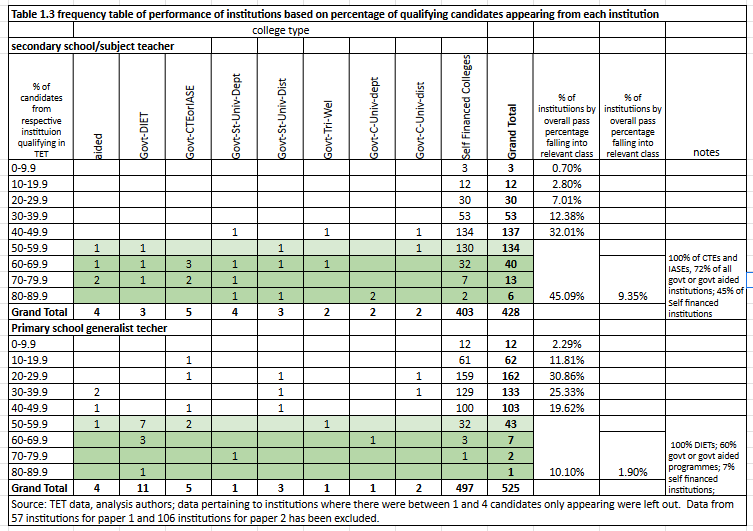 Table 1.3 frequency table of performance of institutions based on percentage of qualifying candidates appearing from each institution
college type
secondary school/subject teacher
% of
candidates
from
respective
instittuion
qualifying in
TET
aided
Govt-DIET
Govt-CTEorIASE
Govt-St-Univ-Dept
Govt-St-Univ-Dist
Govt-Tri-Wel
Govt-C-Univ-dept
Govt-C-Univ-dist
Self Financed Colleges
Grand Total
% of
institutiions by
overall pass
percentage
falling into
relevant class
% of
institutiions by
overall pass
percentage
falling into
relevant class
notes
0-9.9 3 3 0.70%
10-19.9 12 12 2.80%
20-29.9 30 30 7.01%
30-39.9 53 53 12.38%
40-49.9 1 1 1 134 137 32.01%
50-59.9 1 1 1 1 130 134
60-69.9 1 1 3 1 1 1 32 40
70-79.9 2 1 2 1 7 13
80-89.9 1 1 2 2 6 45.09% 9.35%
100% of CTEs and
IASEs, 72% of all
govt or govt aided
institutions; 45% of
Self financed
institutions
Grand Total 4 3 5 4 3 2 2 2 403 428
Primary school generalist techer
0-9.9 12 12 2.29%
10-19.9 1 61 62 11.81%
20-29.9 1 1 1 159 162 30.86%
30-39.9 2 1 1 129 133 25.33%
40-49.9 1 1 1 100 103 19.62%
50-59.9 1 7 2 1 32 43
60-69.9 3 1 3 7
70-79.9 1 1 2
80-89.9 1 1 10.10% 1.90%
100% DIETs; 60%
govt or govt aided
programmes; 7%
self financed
institutions;
Grand Total 4 11 5 1 3 1 1 2 497 525
Source: TET data, analysis authors; data pertaining to institutions where there were between 1 and 4 candidates only appearing were left out. Data from
57 institutions for paper 1 and 106 institutions for paper 2 has been excluded.